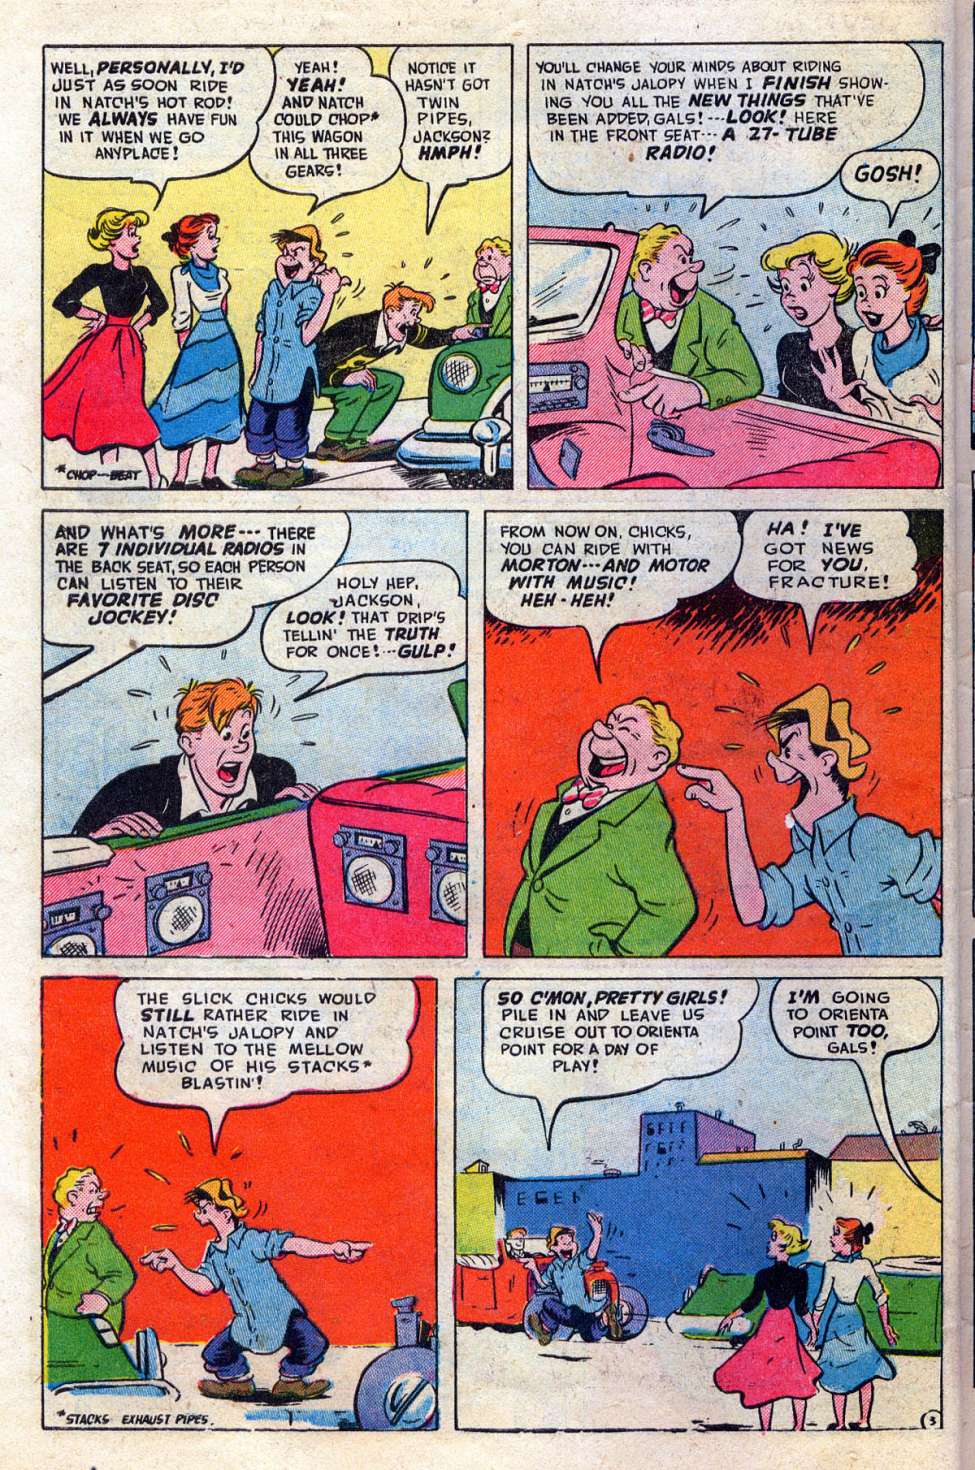 WELL, PERSONALLY, I'D
JUST AS SOON RIDE
IN NATCH'S HOT ROD!
WE ALWAYS HAVE FUN
IN IT WHEN WE GO
ANYPLACE!
YEAH!
YEAH!
AND NATCH
COULD CHOP*
THIS WAGON
IN ALL THREE
GEARS!
NOTICE IT
HASN'T GOT
TWIN
PIPES,
JACKSON?
HMPH!
*CHOP--BEAT
YOU'LL CHANGE YOUR MINDS ABOUT RIDING
IN NATCH'S JALOPY WHEN I FINISH SHOW-
ING YOU ALL THE NEW THINGS THAT'VE
BEEN ADDED, GALS!---LOOK! HERE
IN THE FRONT SEAT--- A 27-TUBE
RADIO!
GOSH!
AND WHAT'S MORE--- THERE
ARE 7 INDIVIDUAL RADIOS IN
THE BACK SEAT, SO EACH PERSON
CAN LISTEN TO THEIR
FAVORITE DISC
JOCKEY!
HOLY HEP,
JACKSON,
LOOK! THAT DRIP'S
TELLIN' THE TRUTH
FOR ONCE!--- GULP!
FROM NOW ON, CHICKS,
YOU CAN RIDE WITH
MORTON---AND MOTOR
WITH MUSIC!
HEH-HEH!
HA! I'VE
GOT NEWS
FOR YOU,
FRACTURE!
THE SLICK CHICKS WOULD
STILL RATHER RIDE IN
NATCH'S JALOPY AND
LISTEN TO THE MELLOW
MUSIC OF HIS STACKS*
BLASTIN'!
*STACKS EXHAUST PIPES.
SO C'MON, PRETTY GIRLS!
PILE IN AND LEAVE US
CRUISE OUT TO ORIENTA
POINT FOR A DAY OF
PLAY!
I'M GOING
TO ORIENTA
POINT TOO,
GALS!
3